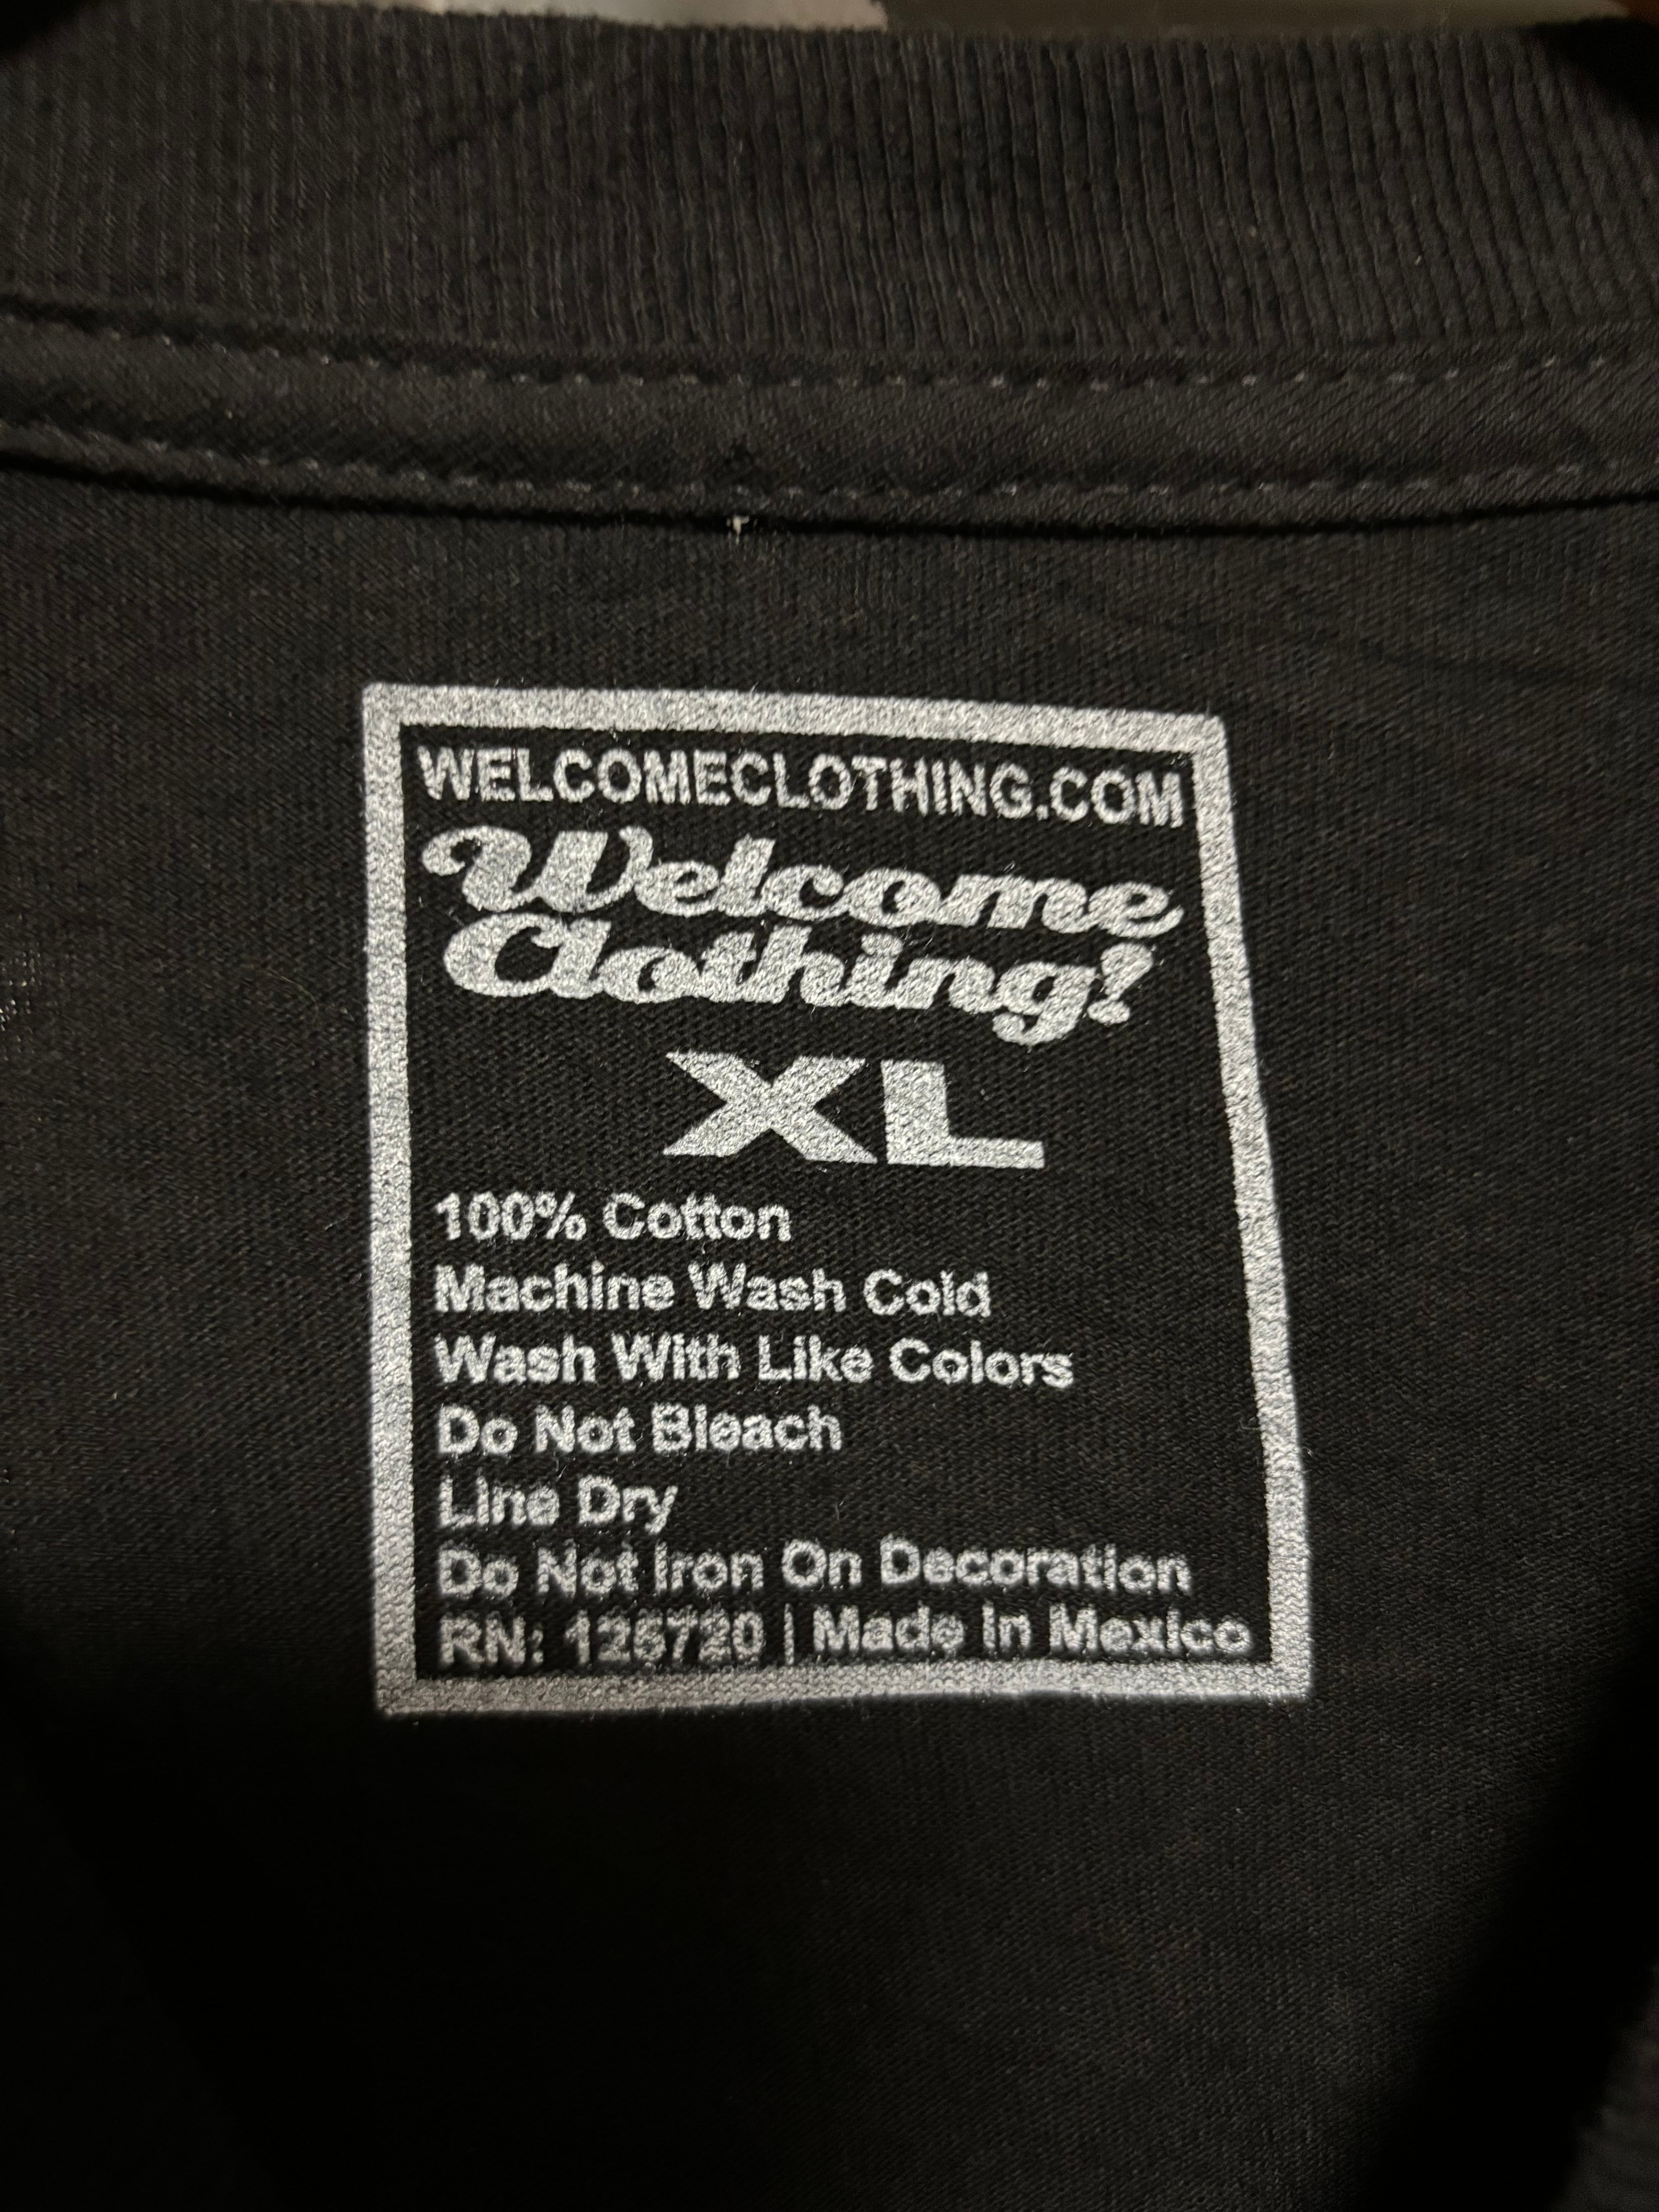 WELCOMECLOTHING.COM
Welcome
Clothing!
XL
100% Cotton
Machine Wash Cold
Wash With Like Colors
Do Not Bleach
Line Dry
Do Not Iron On Decoration
RN: 126720 | Made In Mexico